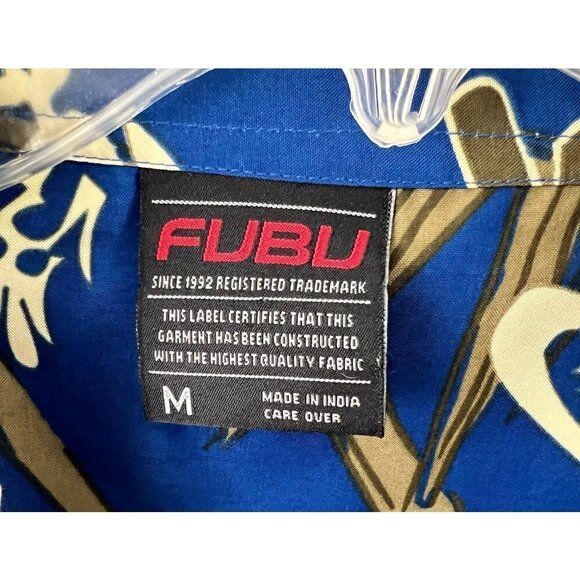 FUBU
SINCE 1992 REGISTERED TRADEMARK
THIS LABEL CERTIFIES THAT THIS
GARMENT HAS BEEN CONSTRUCTED
WITH THE HIGHEST QUALITY FABRIC
M
MADE IN INDIA
CARE OVER